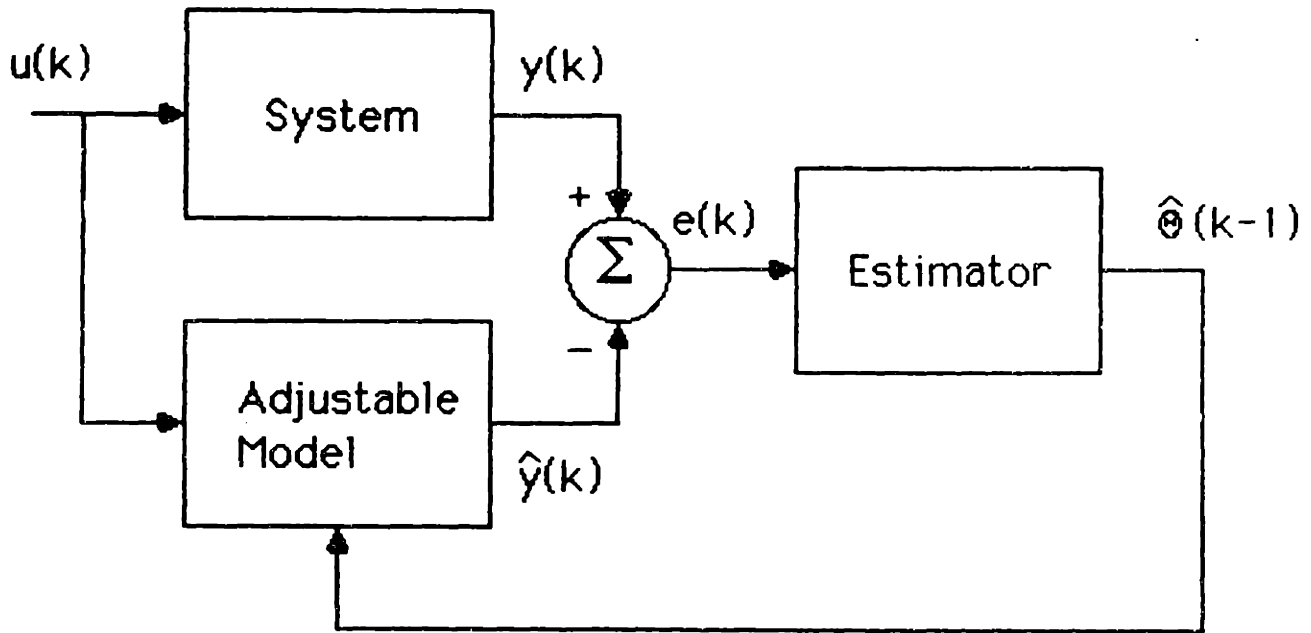 u(k)
System
y(k)
+
Σ
e(k)
Estimator
Θ̂(k-1)
−
Adjustable
Model
ŷ(k)